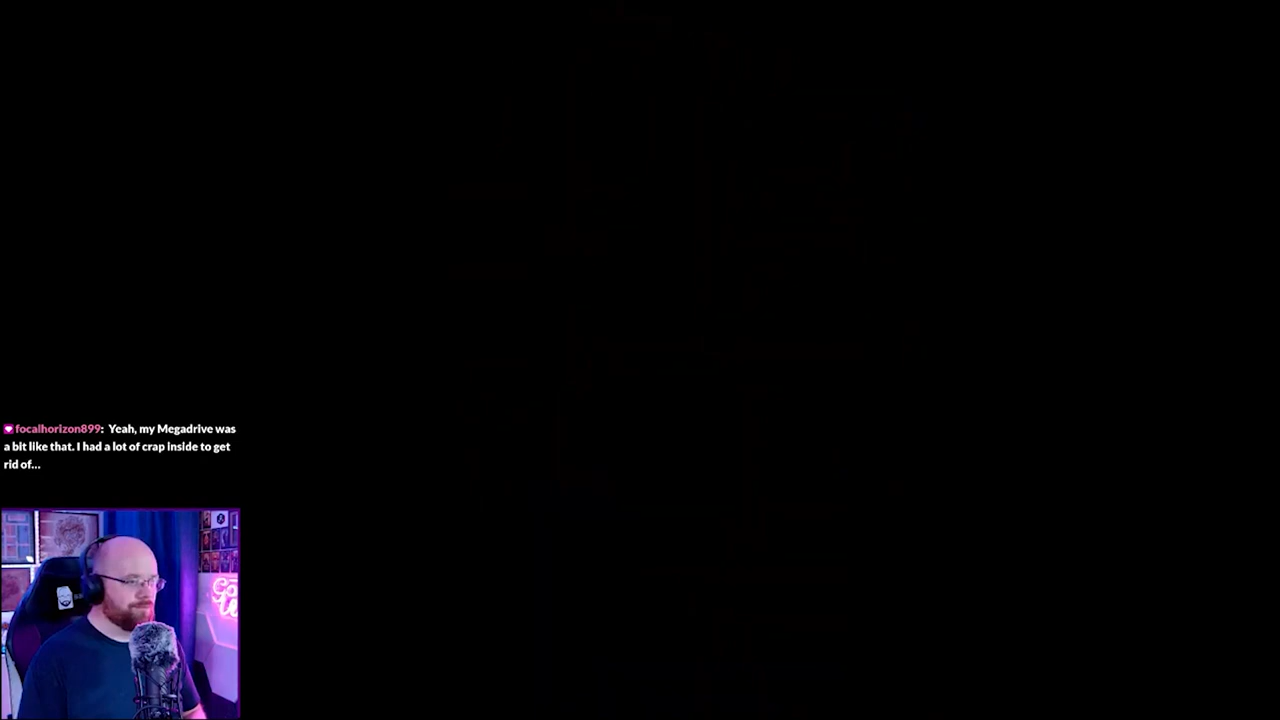 focalhorizon899: Yeah, my Megadrive was
a bit like that. I had a lot of crap inside to get
rid of...